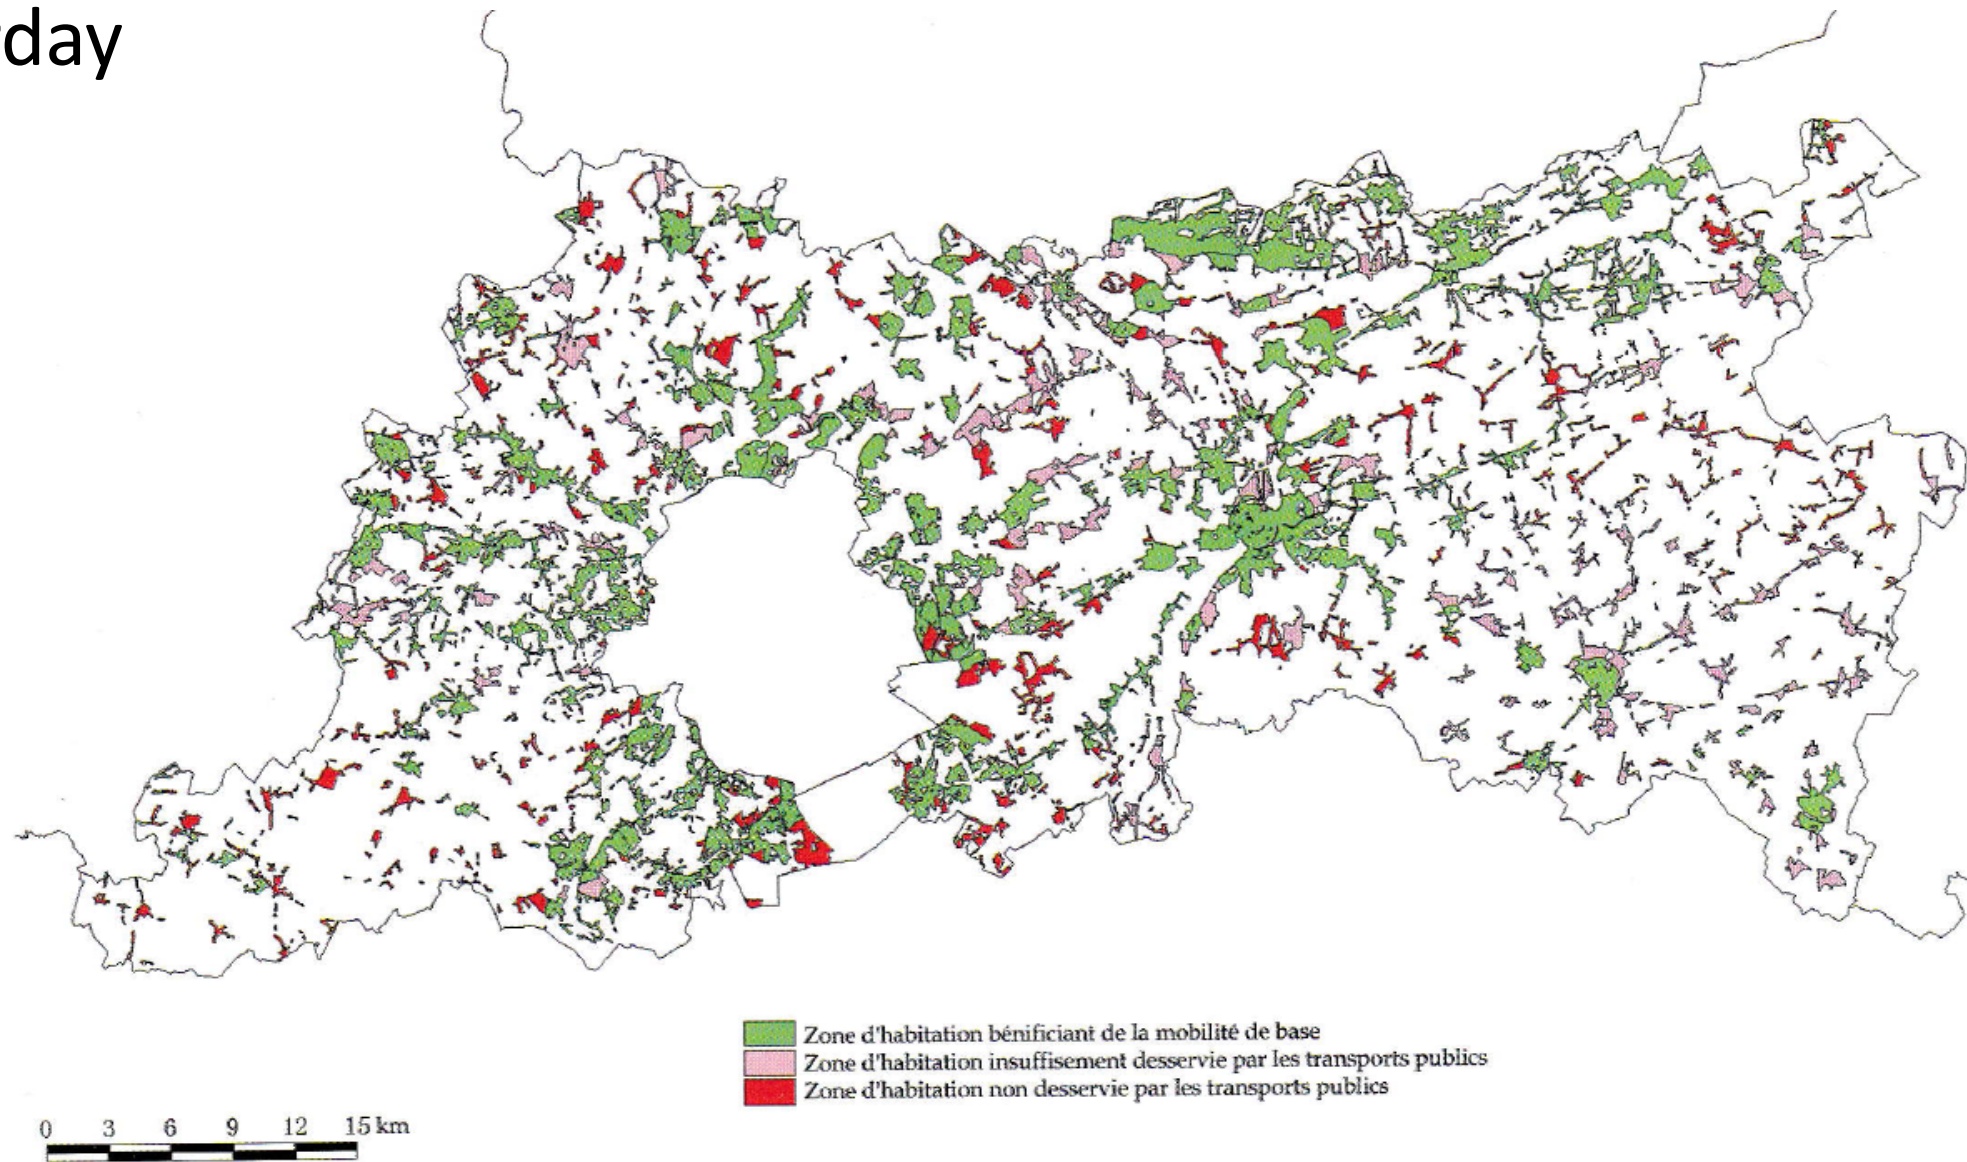 rday
Zone d'habitation bénificiant de la mobilité de base
Zone d'habitation insuffisement desservie par les transports publics
Zone d'habitation non desservie par les transports publics
0 3 6 9 12 15 km